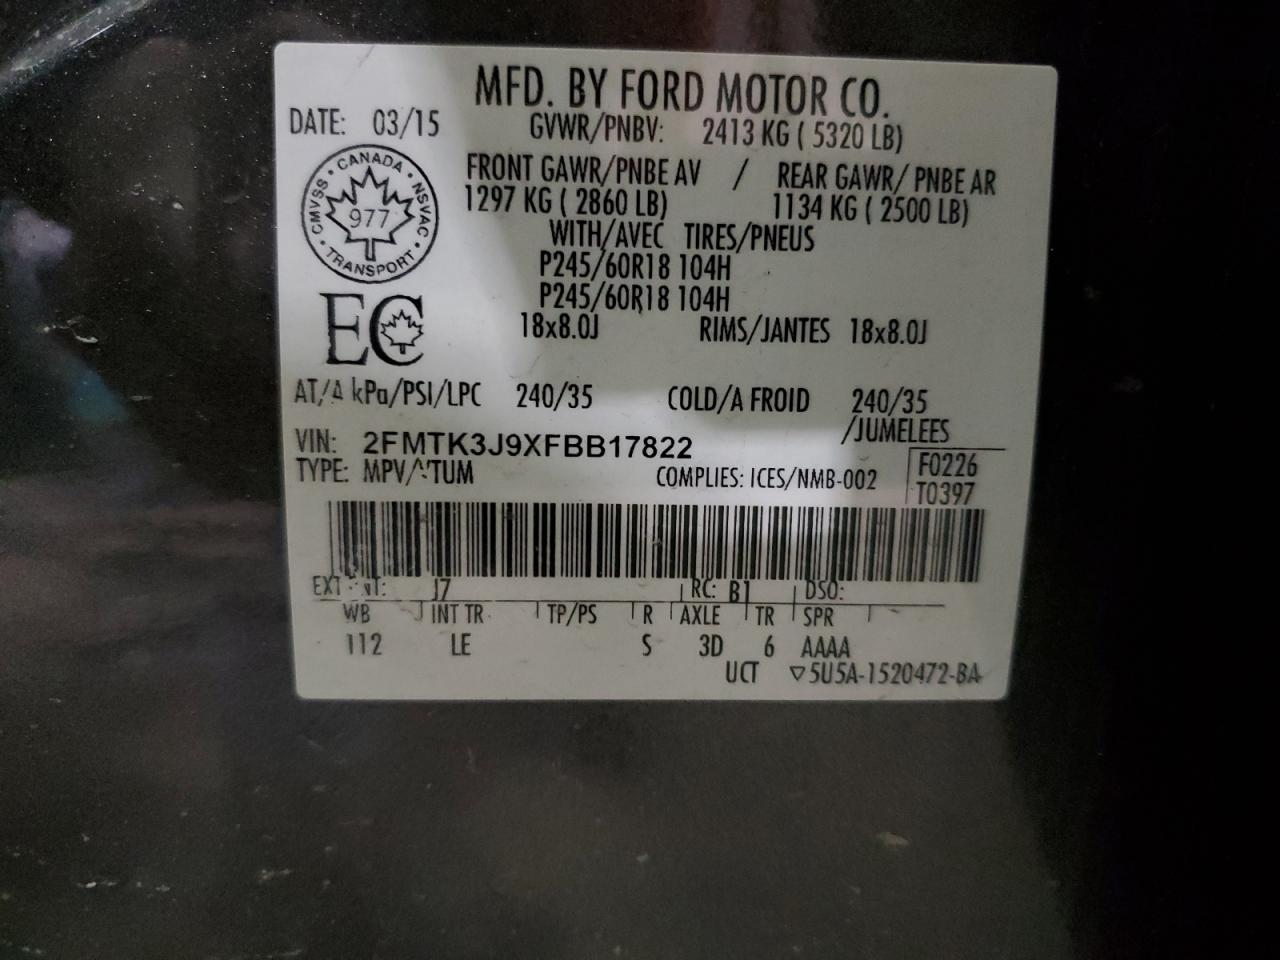 MFD. BY FORD MOTOR CO.
DATE: 03/15 GVWR/PNBV: 2413 KG ( 5320 LB)
CMVSS · CANADA · NSVAC · TRANSPORT ·
977
FRONT GAWR/PNBE AV / REAR GAWR/ PNBE AR
1297 KG ( 2860 LB) 1134 KG ( 2500 LB)
WITH/AVEC TIRES/PNEUS
P245/60R18 104H
P245/60R18 104H
EC
18x8.0J RIMS/JANTES 18x8.0J
AT/A kPa/PSI/LPC 240/35 COLD/A FROID 240/35
/JUMELEES
VIN: 2FMTK3J9XFBB17822
TYPE: COMPLIES: ICES/NMB-002 F0226
T0397
EXT J7 RC: B1 DSO:
WB INT TR TP/PS R AXLE TR SPR
112 LE S 3D 6 AAAA
UCT ▽5U5A-1520472-BA